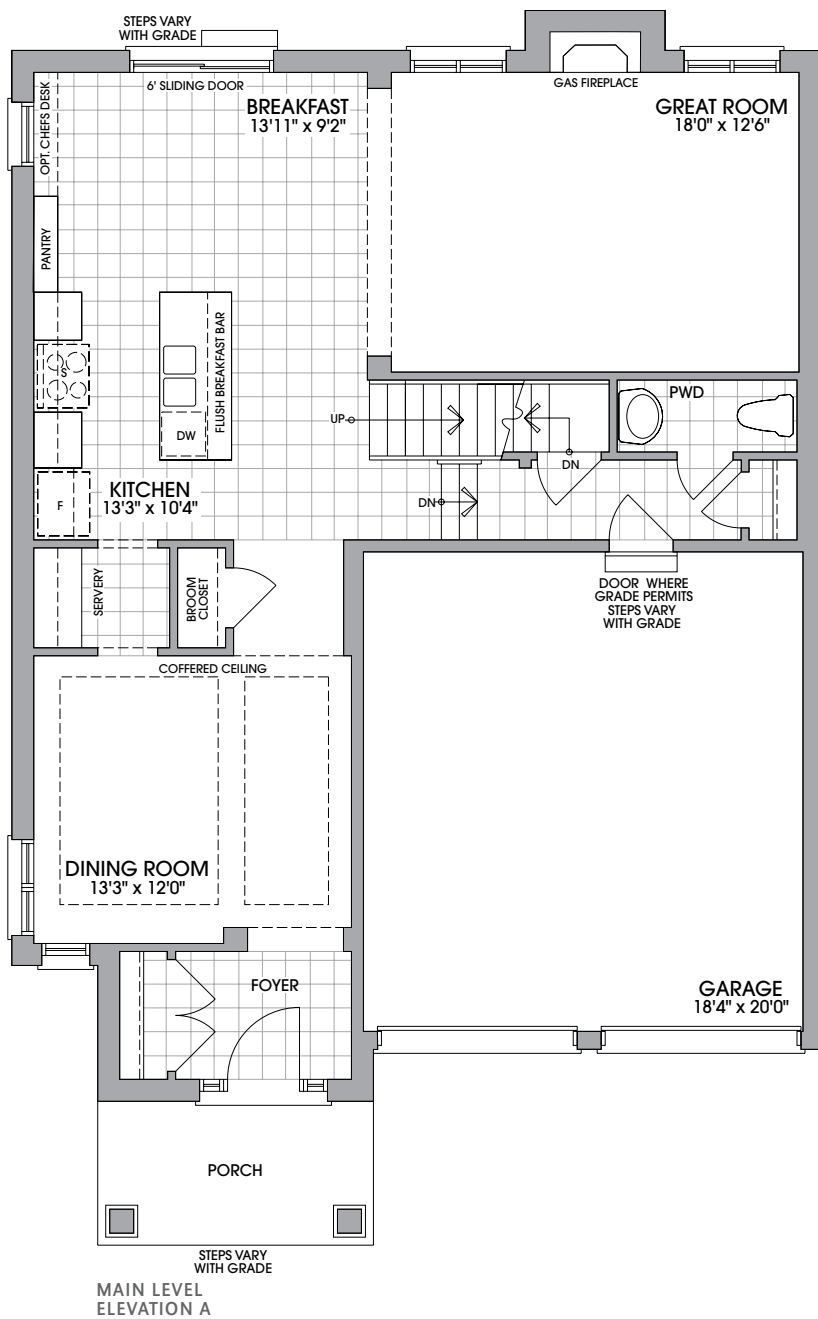 STEPS VARY
WITH GRADE
6' SLIDING DOOR
GAS FIREPLACE
OPT. CHEFS DESK
BREAKFAST
13'11" x 9'2"
GREAT ROOM
18'0" x 12'6"
PANTRY
FLUSH BREAKFAST BAR
S
DW
UP
PWD
DN
F
KITCHEN
13'3" x 10'4"
DN
SERVERY
BROOM
CLOSET
DOOR WHERE
GRADE PERMITS
STEPS VARY
WITH GRADE
COFFERED CEILING
DINING ROOM
13'3" x 12'0"
FOYER
GARAGE
18'4" x 20'0"
PORCH
STEPS VARY
WITH GRADE
MAIN LEVEL
ELEVATION A